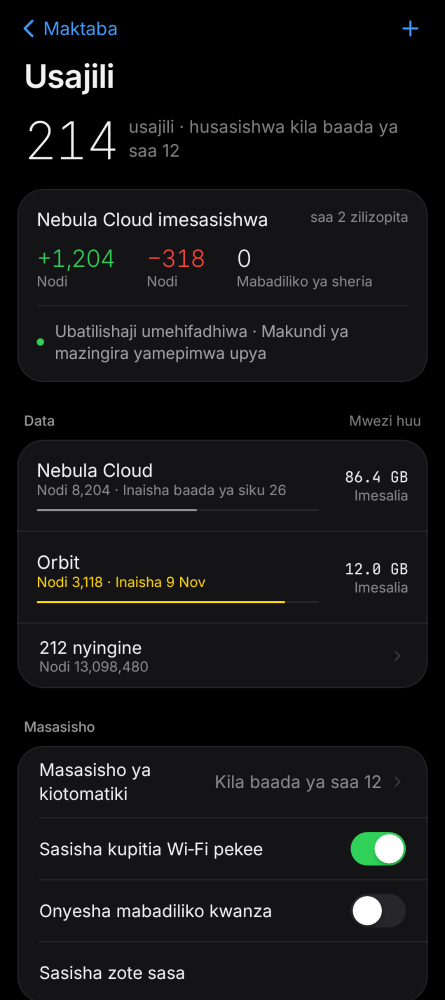 Maktaba
Usajili
214
usajili · husasishwa kila baada ya
saa 12
Nebula Cloud imesasishwa
saa 2 zilizopita
+1,204
−318
0
Nodi
Nodi
Mabadiliko ya sheria
Ubatilishaji umehifadhiwa · Makundi ya
mazingira yamepimwa upya
Data
Mwezi huu
Nebula Cloud
86.4 GB
Nodi 8,204 · Inaisha baada ya siku 26
Imesalia
Orbit
12.0 GB
Nodi 3,118 · Inaisha 9 Nov
Imesalia
212 nyingine
Nodi 13,098,480
Masasisho
Masasisho ya
kiotomatiki
Kila baada ya saa 12
Sasisha kupitia Wi-Fi pekee
Onyesha mabadiliko kwanza
Sasisha zote sasa